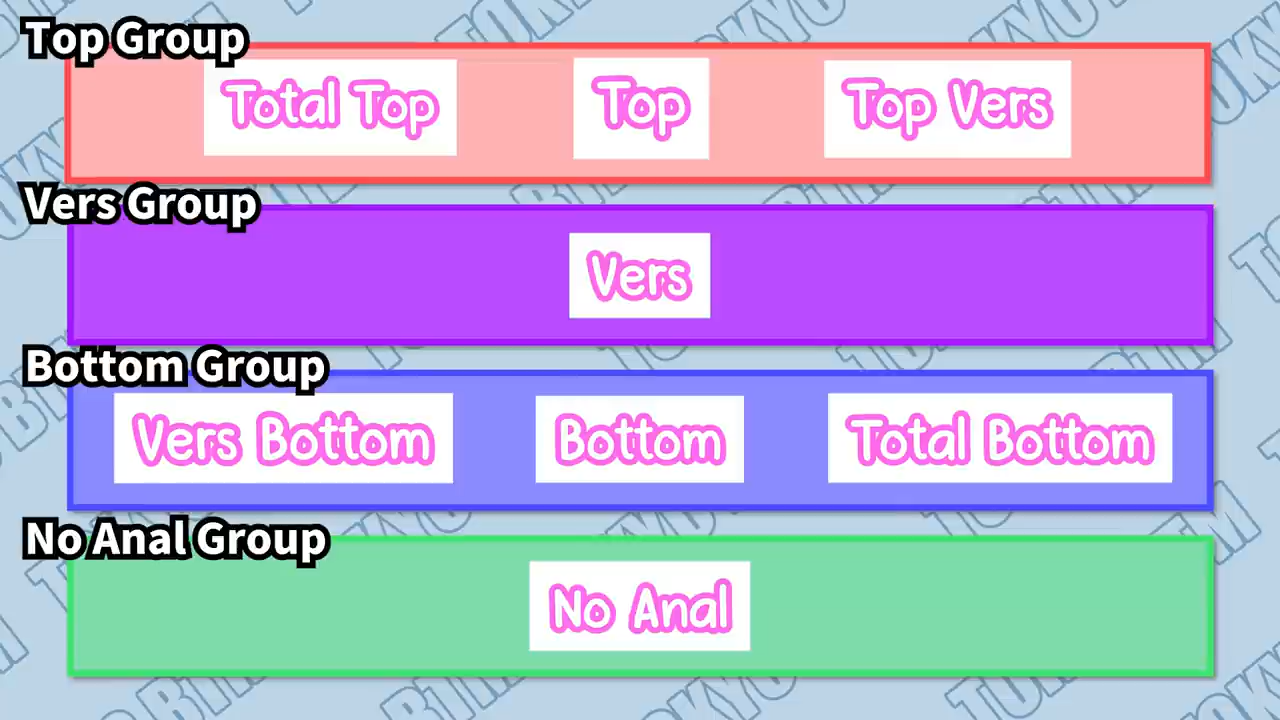 Top Group
Total Top
Top
Top Vers
Vers Group
Vers
Bottom Group
Vers Bottom
Bottom
Total Bottom
No Anal Group
No Anal